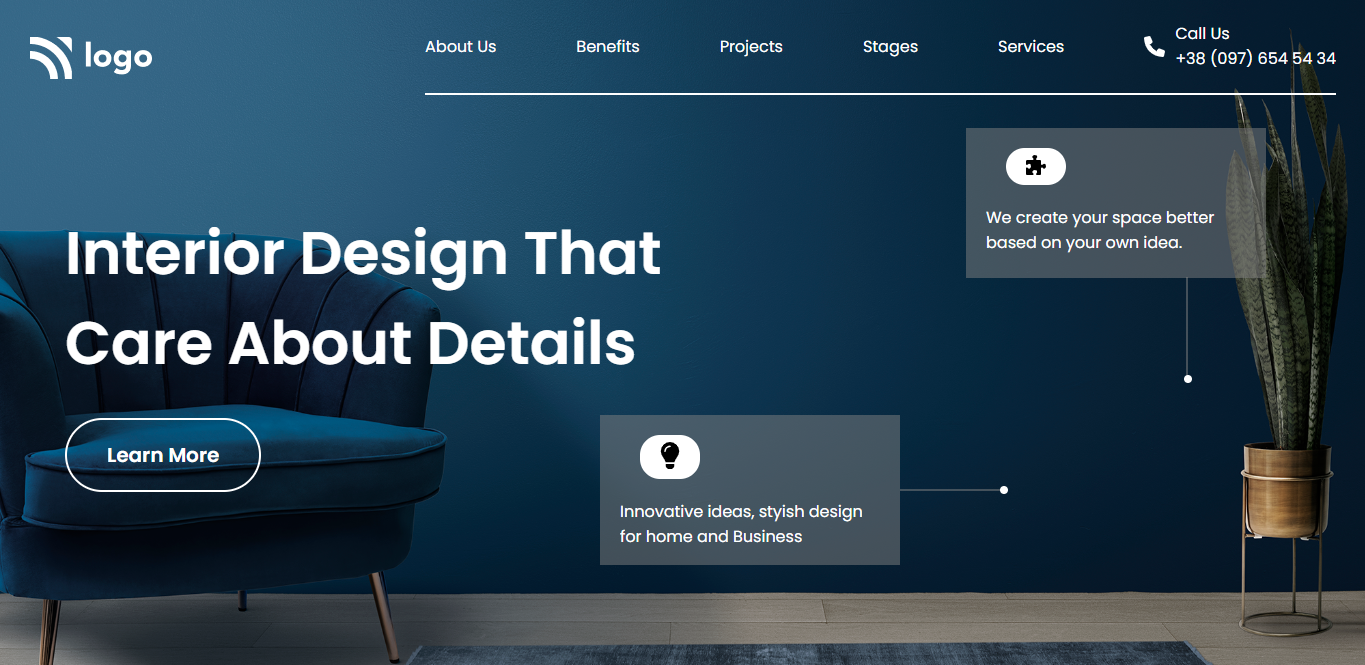 logo
About Us
Benefits
Projects
Stages
Services
Call Us
+38 (097) 654 54 34
We create your space better
based on your own idea.
Interior Design That
Care About Details
Learn More
Innovative ideas, styish design
for home and Business